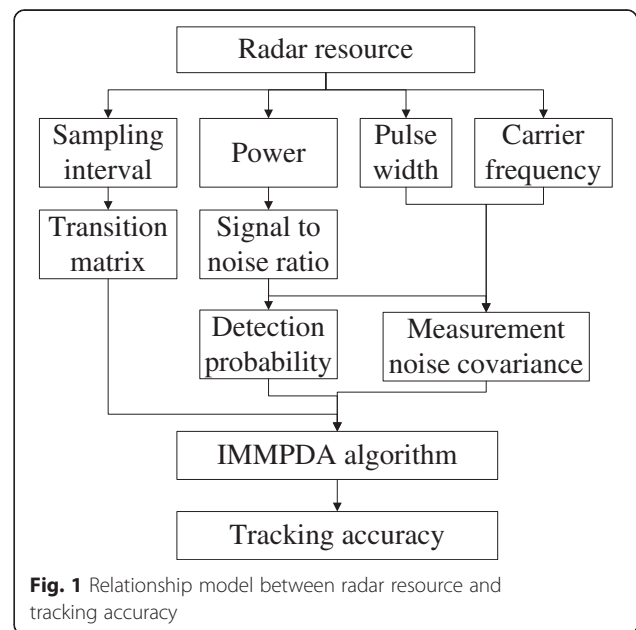 Radar resource
Sampling
interval
Power
Pulse
width
Carrier
frequency
Transition
matrix
Signal to
noise ratio
Detection
probability
Measurement
noise covariance
IMMPDA algorithm
Tracking accuracy
Fig. 1 Relationship model between radar resource and
tracking accuracy